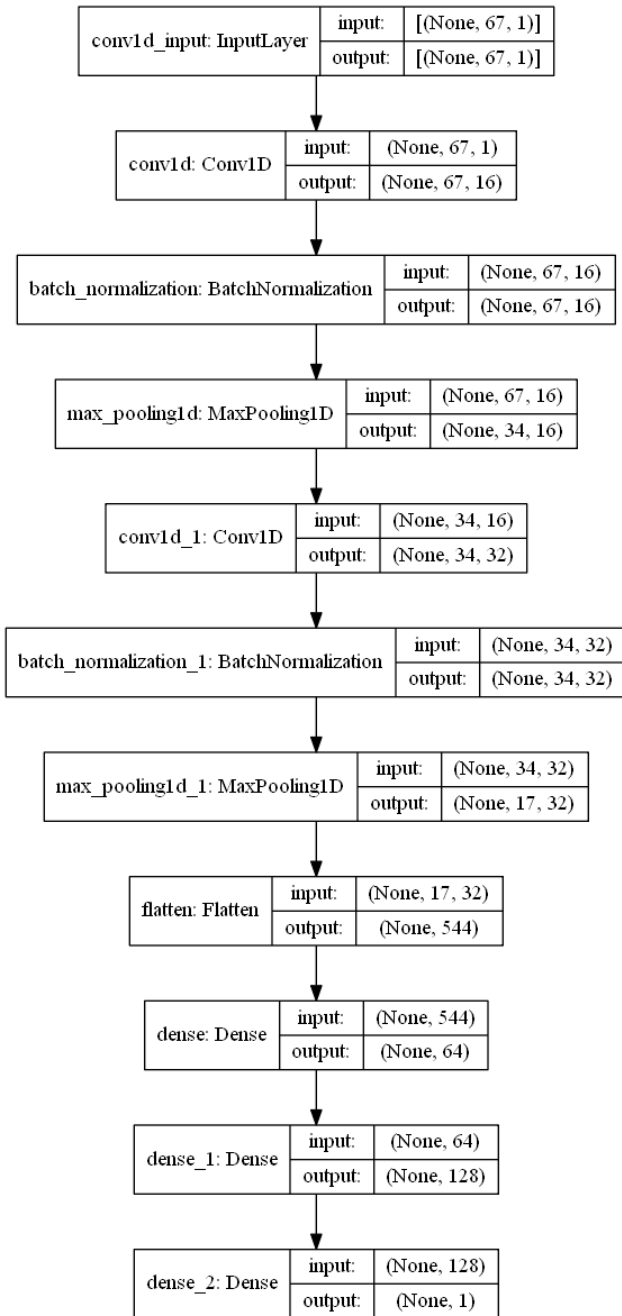 conv1d_input: InputLayer
input: [(None, 67, 1)]
output: [(None, 67, 1)]
conv1d: Conv1D
input: (None, 67, 1)
output: (None, 67, 16)
batch_normalization: BatchNormalization
input: (None, 67, 16)
output: (None, 67, 16)
max_pooling1d: MaxPooling1D
input: (None, 67, 16)
output: (None, 34, 16)
conv1d_1: Conv1D
input: (None, 34, 16)
output: (None, 34, 32)
batch_normalization_1: BatchNormalization
input: (None, 34, 32)
output: (None, 34, 32)
max_pooling1d_1: MaxPooling1D
input: (None, 34, 32)
output: (None, 17, 32)
flatten: Flatten
input: (None, 17, 32)
output: (None, 544)
dense: Dense
input: (None, 544)
output: (None, 64)
dense_1: Dense
input: (None, 64)
output: (None, 128)
dense_2: Dense
input: (None, 128)
output: (None, 1)